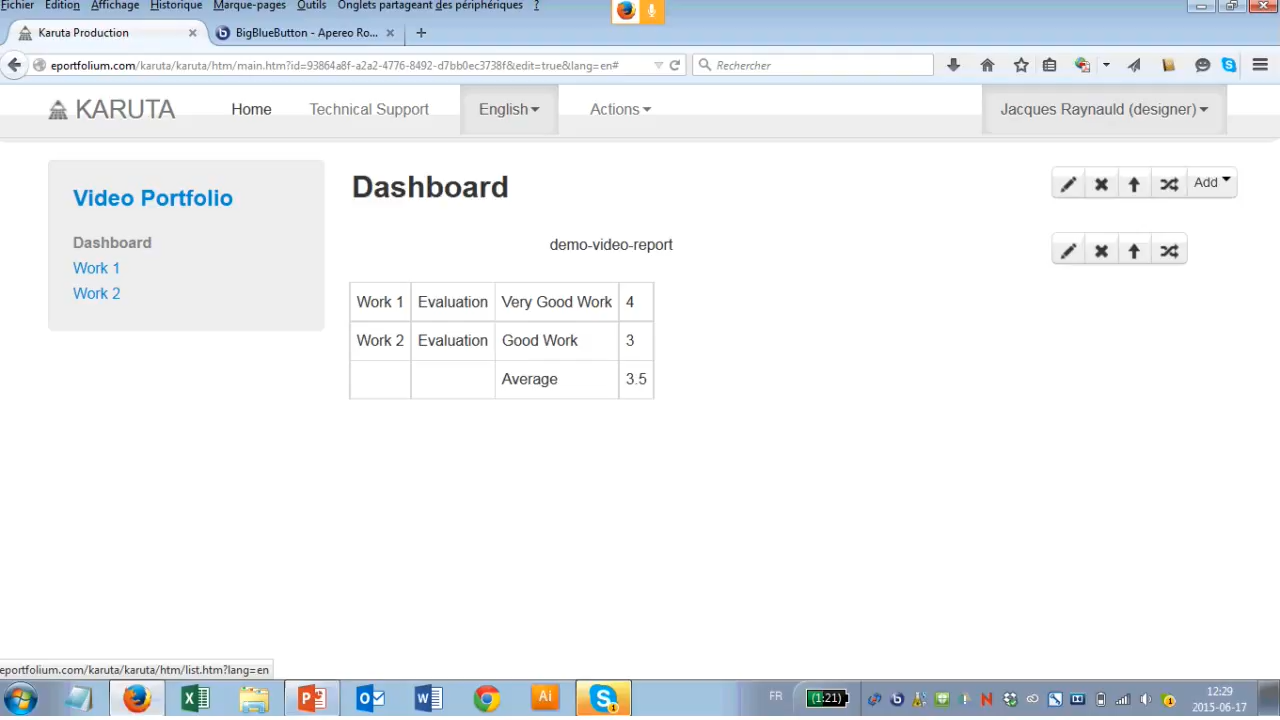 Fichier Edition Affichage Historique Marque-pages Outils Onglets partageant des périphériques ?
Karuta Production × BigBlueButton - Apereo Ro... × +
eportfolium.com/karuta/karuta/htm/main.htm?id=93864a8f-a2a2-4776-8492-d7bb0ec3738f&edit=true&lang=en# Rechercher
KARUTA Home Technical Support English Actions Jacques Raynauld (designer)
Video Portfolio
Dashboard
Work 1
Work 2
Dashboard
Add
demo-video-report
Work 1 Evaluation Very Good Work 4
Work 2 Evaluation Good Work 3
Average 3.5
eportfolium.com/karuta/karuta/htm/list.htm?lang=en
FR (1:21) 12:29
2015-06-17